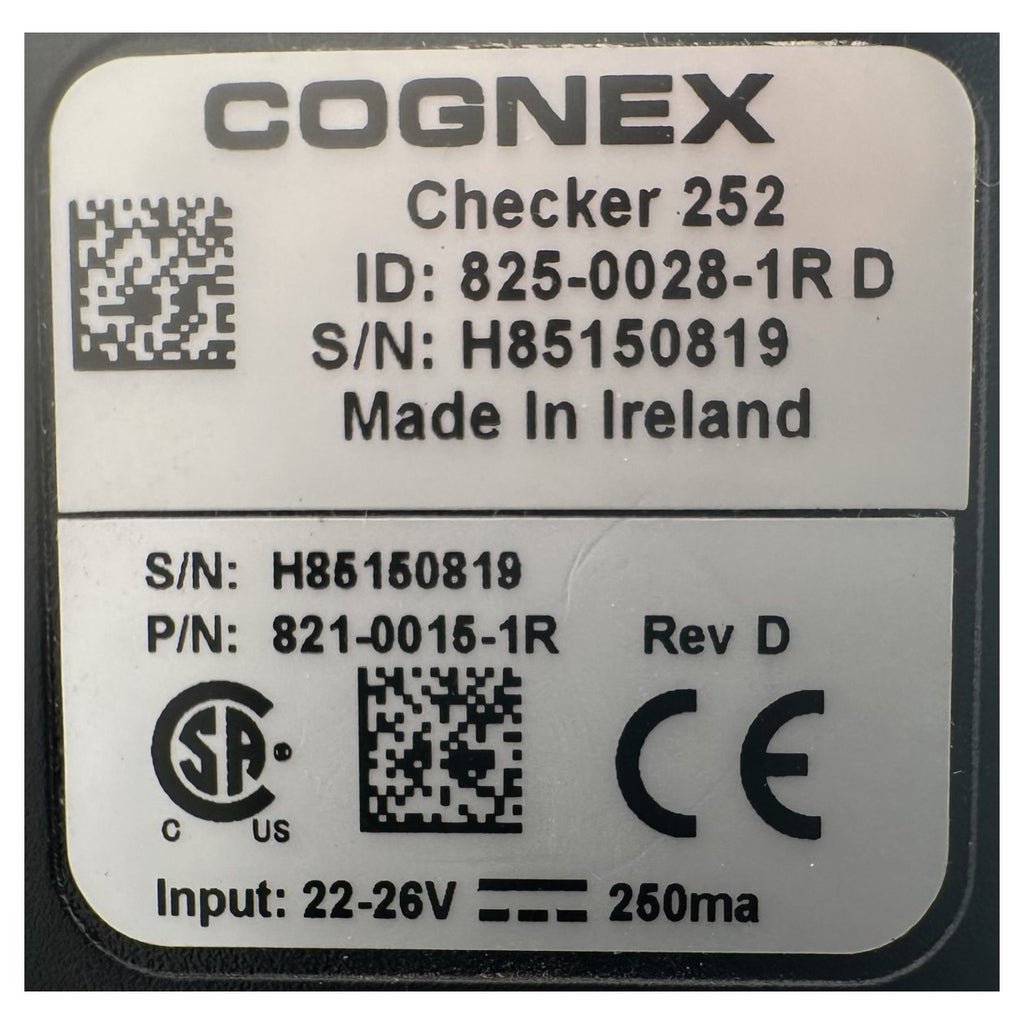 COGNEX
Checker 252
ID: 825-0028-1R D
S/N: H85150819
Made In Ireland
S/N: H85150819
P/N: 821-0015-1R Rev D
CSA
C US
CE
Input: 22-26V 250ma